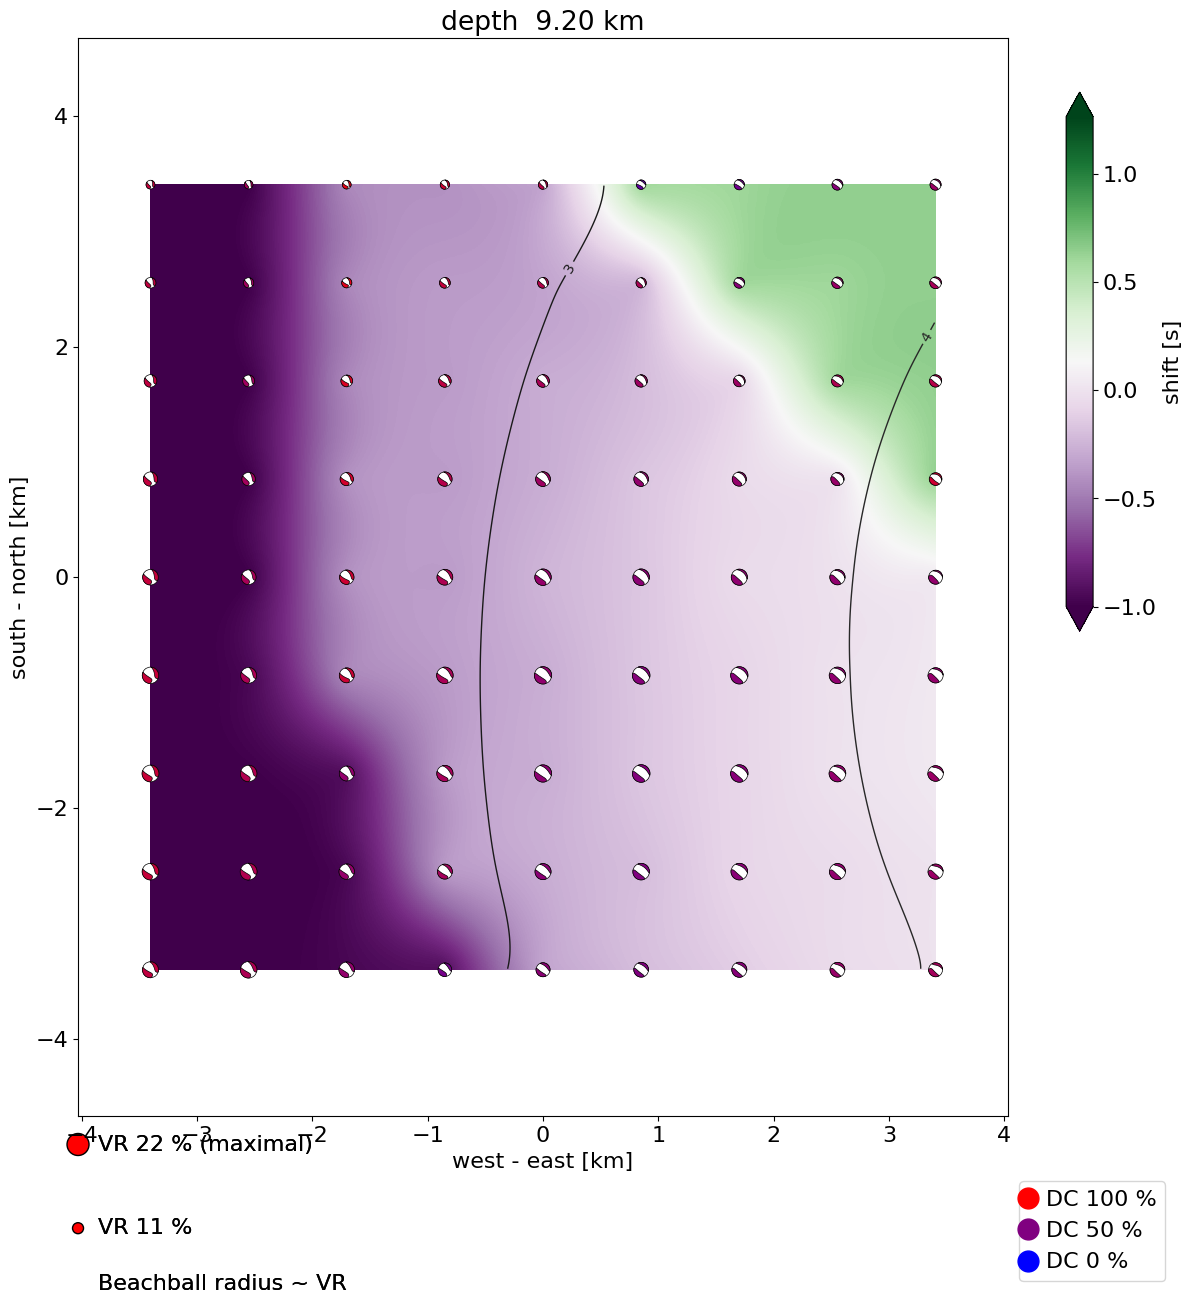 depth  9.20 km
4
2
0
−2
−4
south - north [km]
3
4
1.0
0.5
0.0
−0.5
−1.0
shift [s]
−4 −3 −2 −1 0 1 2 3 4
west - east [km]
VR 22 % (maximal)
VR 11 %
Beachball radius ~ VR
DC 100 %
DC 50 %
DC 0 %